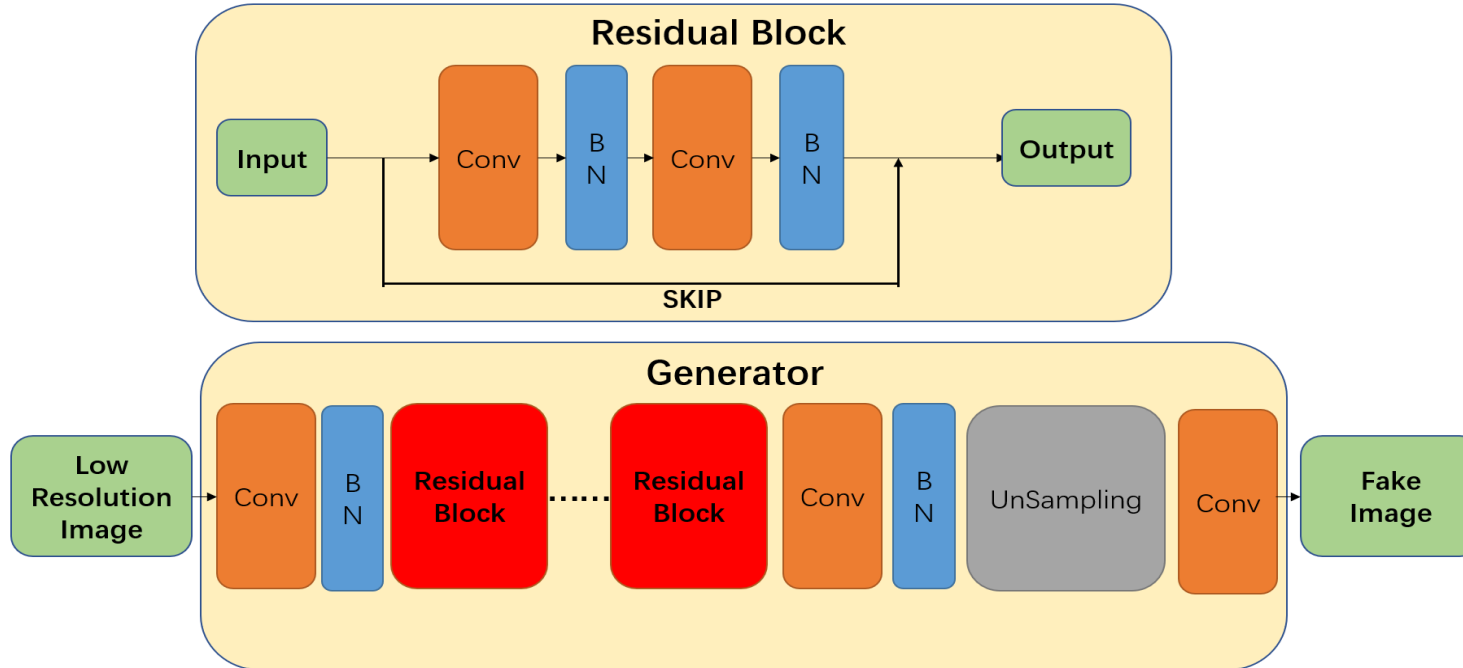 Residual Block
Input
Conv
B
N
Conv
B
N
Output
SKIP
Generator
Low
Resolution
Image
Conv
B
N
Residual
Block
......
Residual
Block
Conv
B
N
UnSampling
Conv
Fake
Image